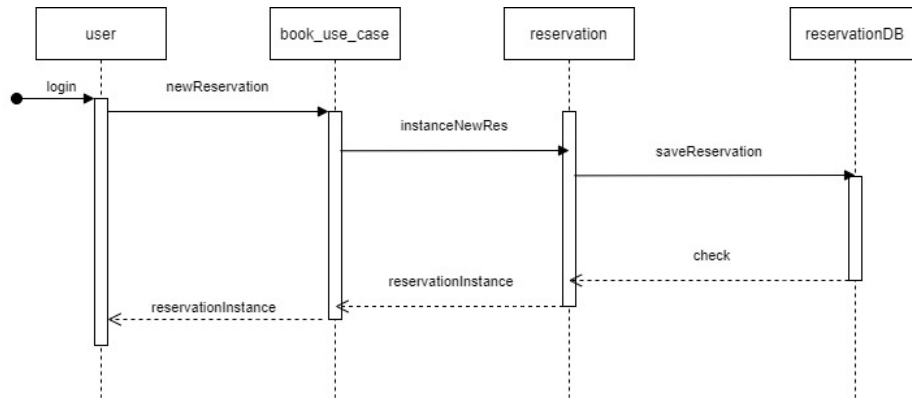 user
book_use_case
reservation
reservationDB
login
newReservation
instanceNewRes
saveReservation
check
reservationInstance
reservationInstance